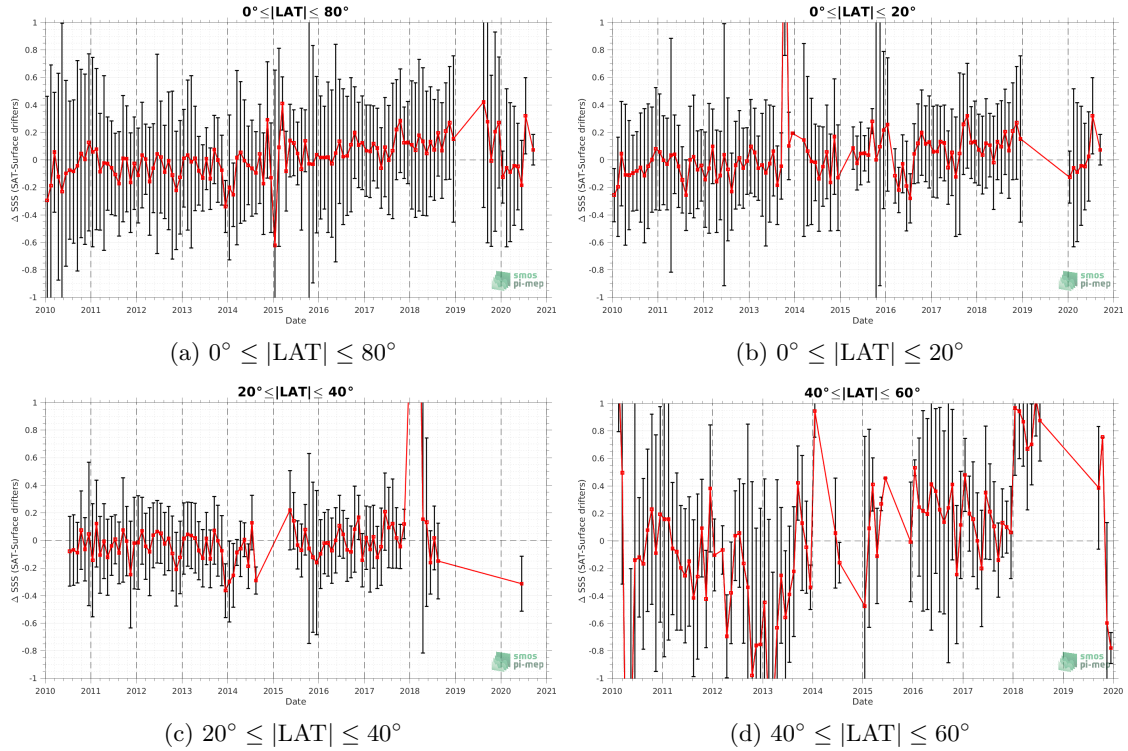 0°≤|LAT|≤ 80°
1
0.8
0.6
0.4
0.2
0
-0.2
-0.4
-0.6
-0.8
-1
Δ SSS (SAT-Surface drifters)
2010 2011 2012 2013 2014 2015 2016 2017 2018 2019 2020 2021
Date
smos
pi-mep
(a) 0° ≤ |LAT| ≤ 80°
0°≤|LAT|≤ 20°
1
0.8
0.6
0.4
0.2
0
-0.2
-0.4
-0.6
-0.8
-1
Δ SSS (SAT-Surface drifters)
2010 2011 2012 2013 2014 2015 2016 2017 2018 2019 2020 2021
Date
smos
pi-mep
(b) 0° ≤ |LAT| ≤ 20°
20°≤|LAT|≤ 40°
1
0.8
0.6
0.4
0.2
0
-0.2
-0.4
-0.6
-0.8
-1
Δ SSS (SAT-Surface drifters)
2010 2011 2012 2013 2014 2015 2016 2017 2018 2019 2020 2021
Date
smos
pi-mep
(c) 20° ≤ |LAT| ≤ 40°
40°≤|LAT|≤ 60°
1
0.8
0.6
0.4
0.2
0
-0.2
-0.4
-0.6
-0.8
-1
Δ SSS (SAT-Surface drifters)
2010 2011 2012 2013 2014 2015 2016 2017 2018 2019 2020
Date
smos
pi-mep
(d) 40° ≤ |LAT| ≤ 60°